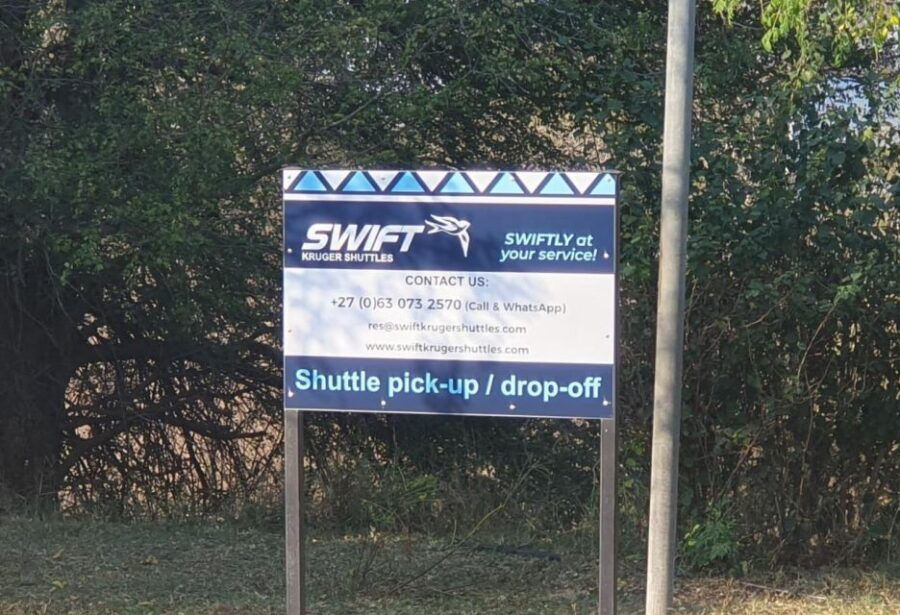 SWIFT
KRUGER SHUTTLES
SWIFTLY at
your service!
CONTACT US:
+27 (0)63 073 2570 (Call & WhatsApp)
res@swiftkrugershuttles.com
www.swiftkrugershuttles.com
Shuttle pick-up / drop-off